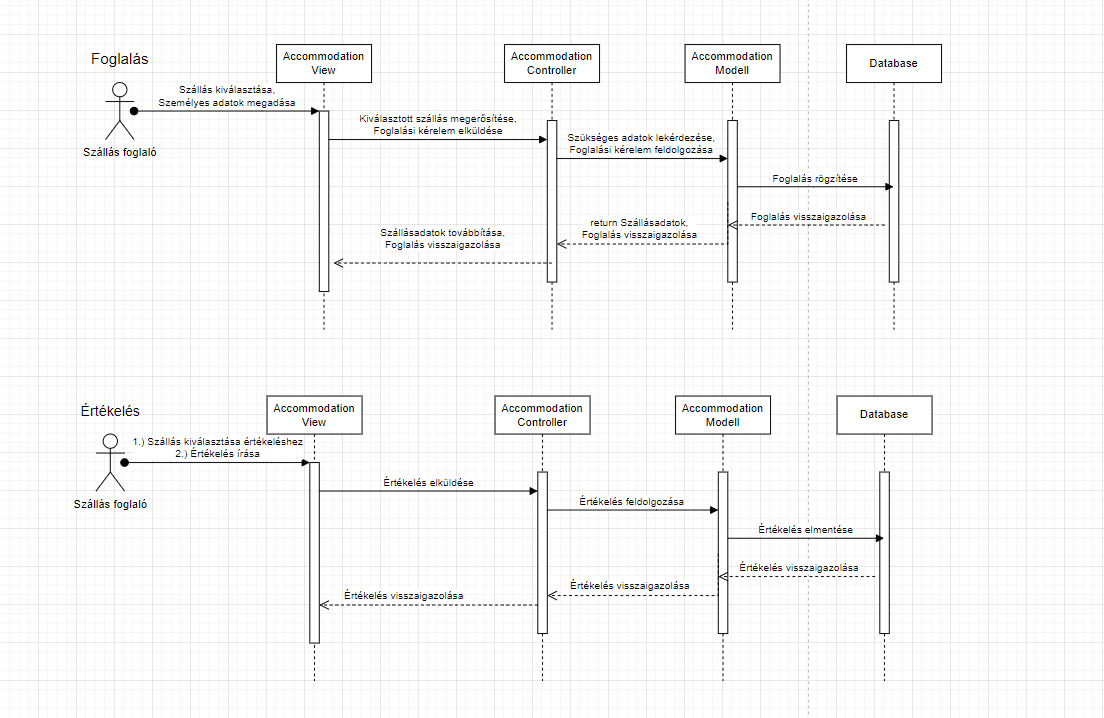 Foglalás
Accommodation
View
Accommodation
Controller
Accommodation
Modell
Database
Szállás kiválasztása,
Személyes adatok megadása
Szállás foglaló
Kiválasztott szállás megerősítése,
Foglalási kérelem elküldése
Szükséges adatok lekérdezése,
Foglalási kérelem feldolgozása
Foglalás rögzítése
Foglalás visszaigazolása
return Szállásadatok,
Foglalás visszaigazolása
Szállásadatok továbbítása,
Foglalás visszaigazolása
Értékelés
Accommodation
View
Accommodation
Controller
Accommodation
Modell
Database
1.) Szállás kiválasztása értékeléshez
2.) Értékelés írása
Szállás foglaló
Értékelés elküldése
Értékelés feldolgozása
Értékelés elmentése
Értékelés visszaigazolása
Értékelés visszaigazolása
Értékelés visszaigazolása